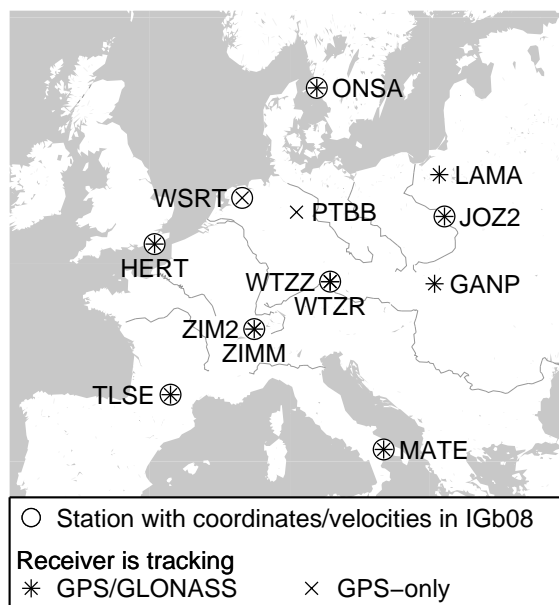 ONSA
LAMA
WSRT
PTBB
JOZ2
HERT
WTZZ
GANP
WTZR
ZIM2
ZIMM
TLSE
MATE
Station with coordinates/velocities in IGb08
Receiver is tracking
GPS/GLONASS GPS−only